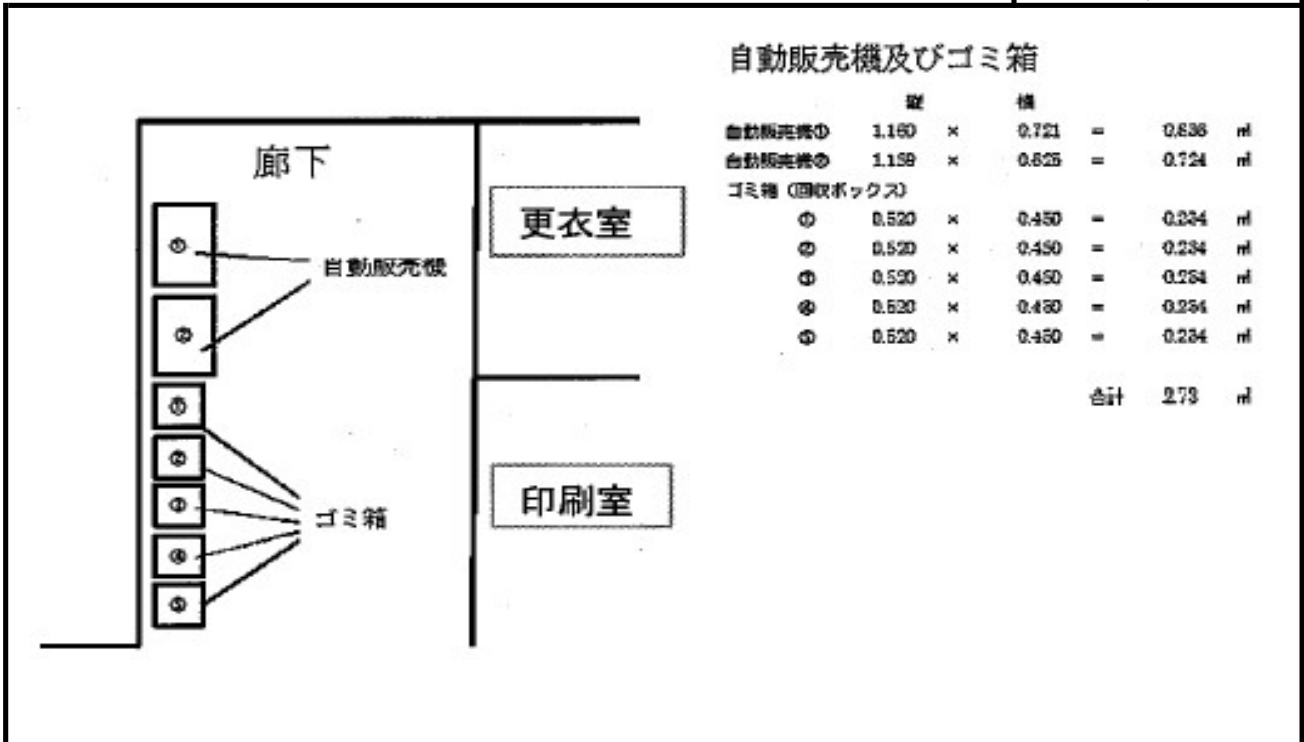 自動販売機及びゴミ箱
縦 横
自動販売機① 1.160 × 0.721 = 0.836 ㎡
自動販売機② 1.159 × 0.625 = 0.724 ㎡
ゴミ箱（回収ボックス）
① 0.520 × 0.450 = 0.234 ㎡
② 0.520 × 0.450 = 0.234 ㎡
③ 0.520 × 0.450 = 0.234 ㎡
④ 0.520 × 0.450 = 0.234 ㎡
⑤ 0.520 × 0.450 = 0.234 ㎡
合計 2.73 ㎡
廊下
更衣室
①
自動販売機
②
①
②
印刷室
③
ゴミ箱
④
⑤